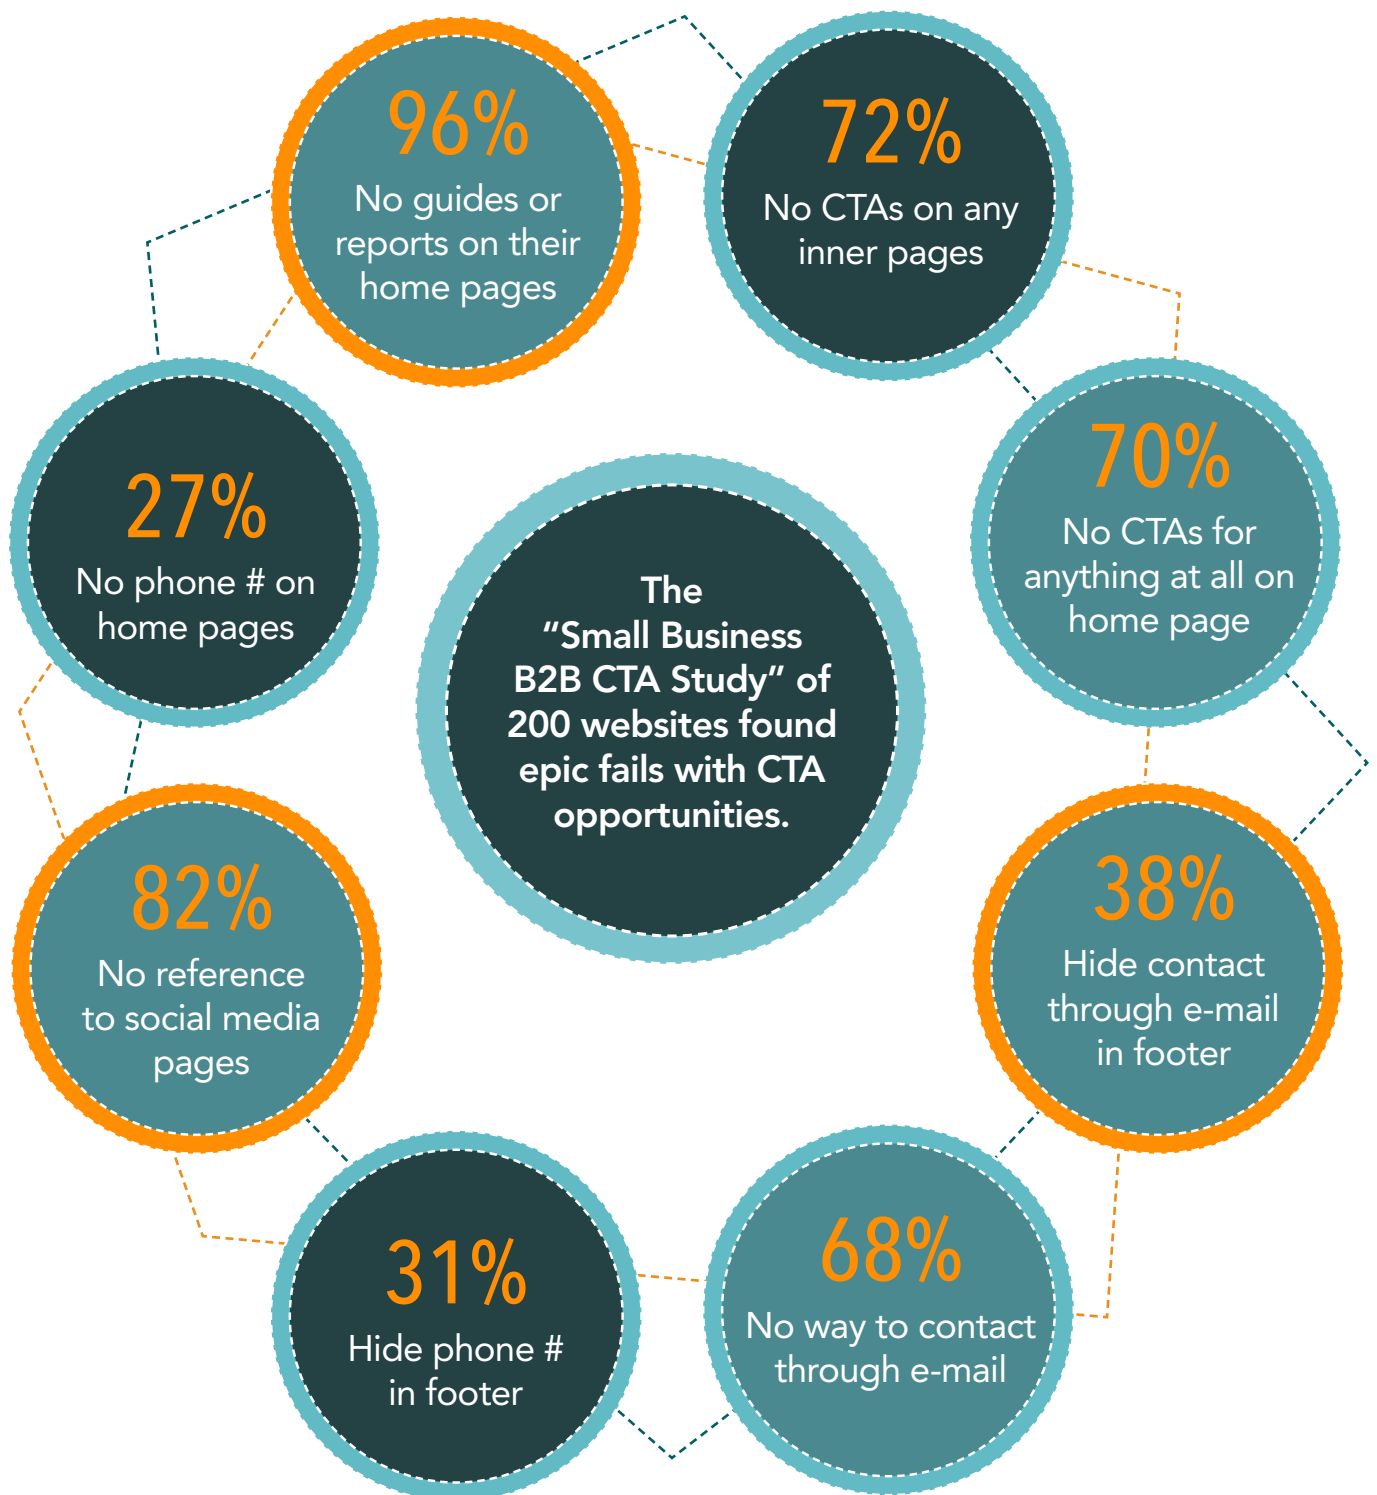 96%
No guides or
reports on their
home pages
72%
No CTAs on any
inner pages
27%
No phone # on
home pages
70%
No CTAs for
anything at all on
home page
The
“Small Business
B2B CTA Study” of
200 websites found
epic fails with CTA
opportunities.
82%
No reference
to social media
pages
38%
Hide contact
through e-mail
in footer
31%
Hide phone #
in footer
68%
No way to contact
through e-mail